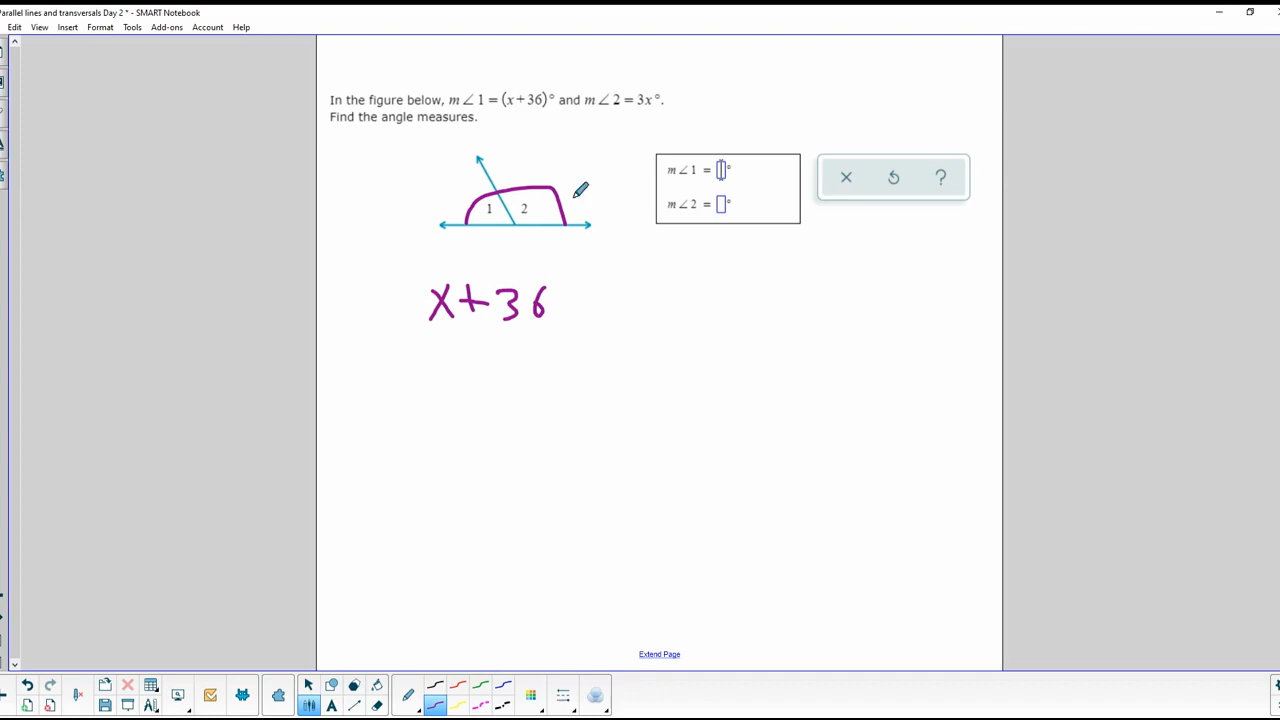 Parallel lines and transversals Day 2 * - SMART Notebook
Edit View Insert Format Tools Add-ons Account Help
In the figure below, m∠1 = (x+36)° and m∠2 = 3x°.
Find the angle measures.
1 2
m∠1 = °
m∠2 = °
x+36
Extend Page